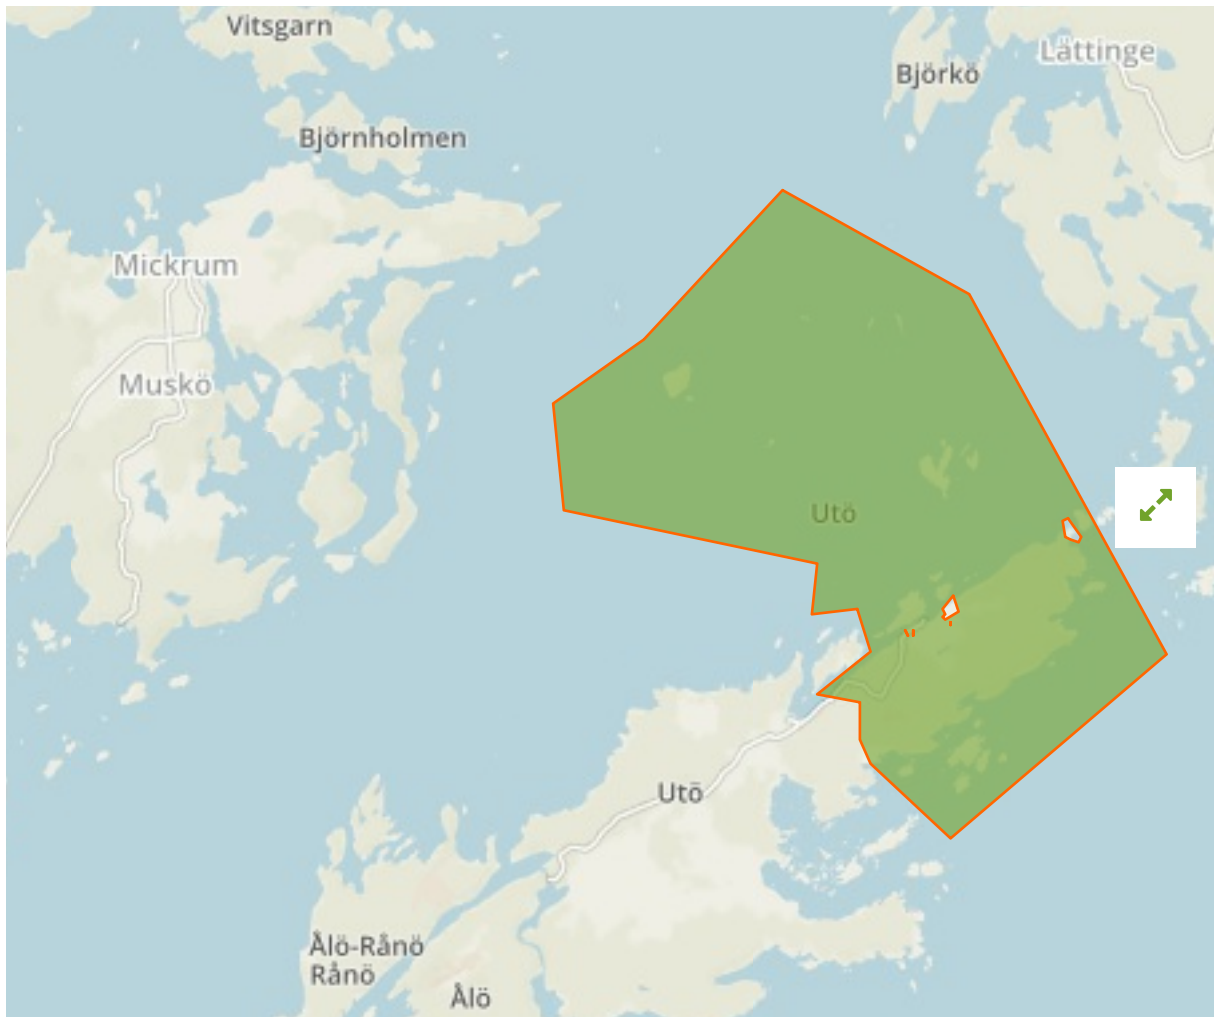 Vitsgarn
Lättinge
Björkö
Björnholmen
Mickrum
Muskö
Utö
Utö
Ålö-Rånö
Rånö
Ålö